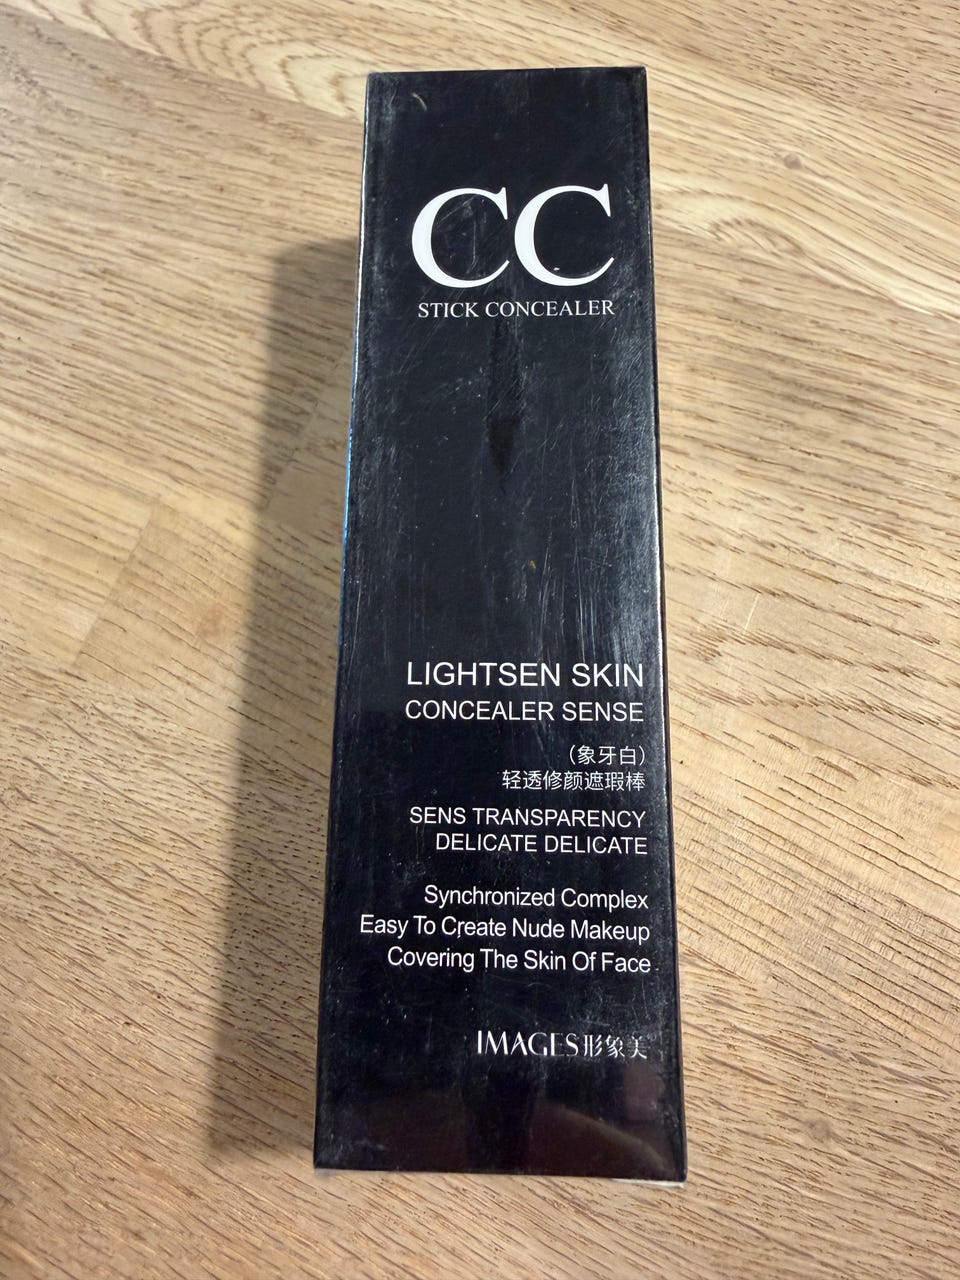 CC
STICK CONCEALER
LIGHTSEN SKIN
CONCEALER SENSE
（象牙白）
轻透修颜遮瑕棒
SENS TRANSPARENCY
DELICATE DELICATE
Synchronized Complex
Easy To Create Nude Makeup
Covering The Skin Of Face
IMAGES形象美